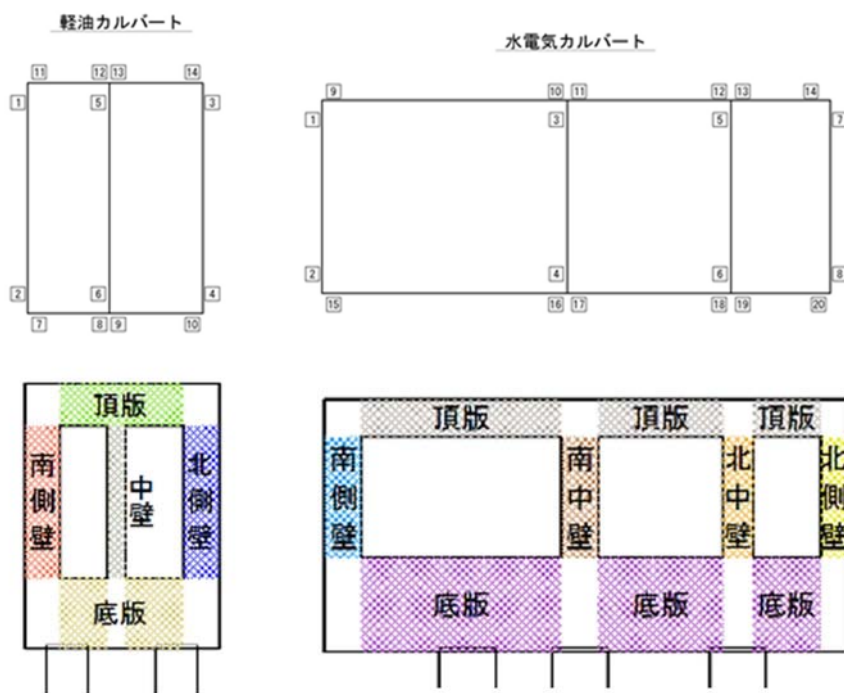 軽油カルバート
11 12 13 14
1 5 3
2 6 4
7 8 9 10
水電気カルバート
9 10 11 12 13 14
1 3 5 7
2 4 6 8
15 16 17 18 19 20
頂版
南側壁
中壁
北側壁
底版
頂版 頂版 頂版
南側壁
南中壁
北中壁
北側壁
底版 底版 底版